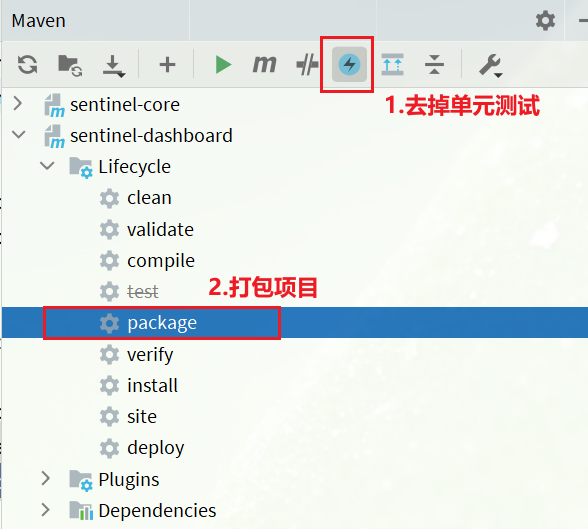 Maven
1.去掉单元测试
sentinel-core
sentinel-dashboard
Lifecycle
clean
validate
compile
test
2.打包项目
package
verify
install
site
deploy
Plugins
Dependencies